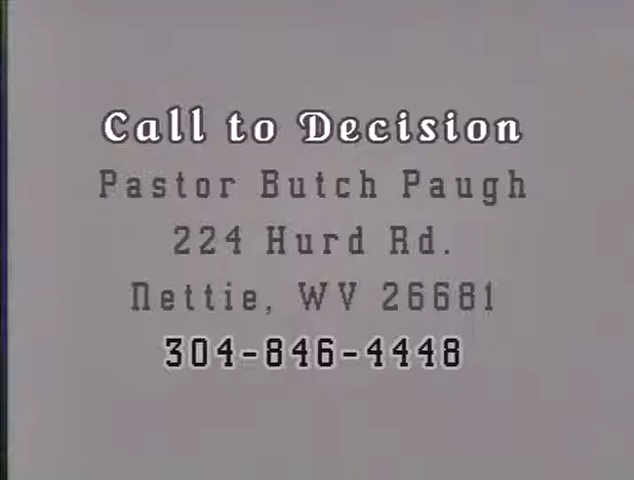 Call to Decision
Pastor Butch Paugh
224 Hurd Rd.
Nettie, WV 26681
304-846-4448